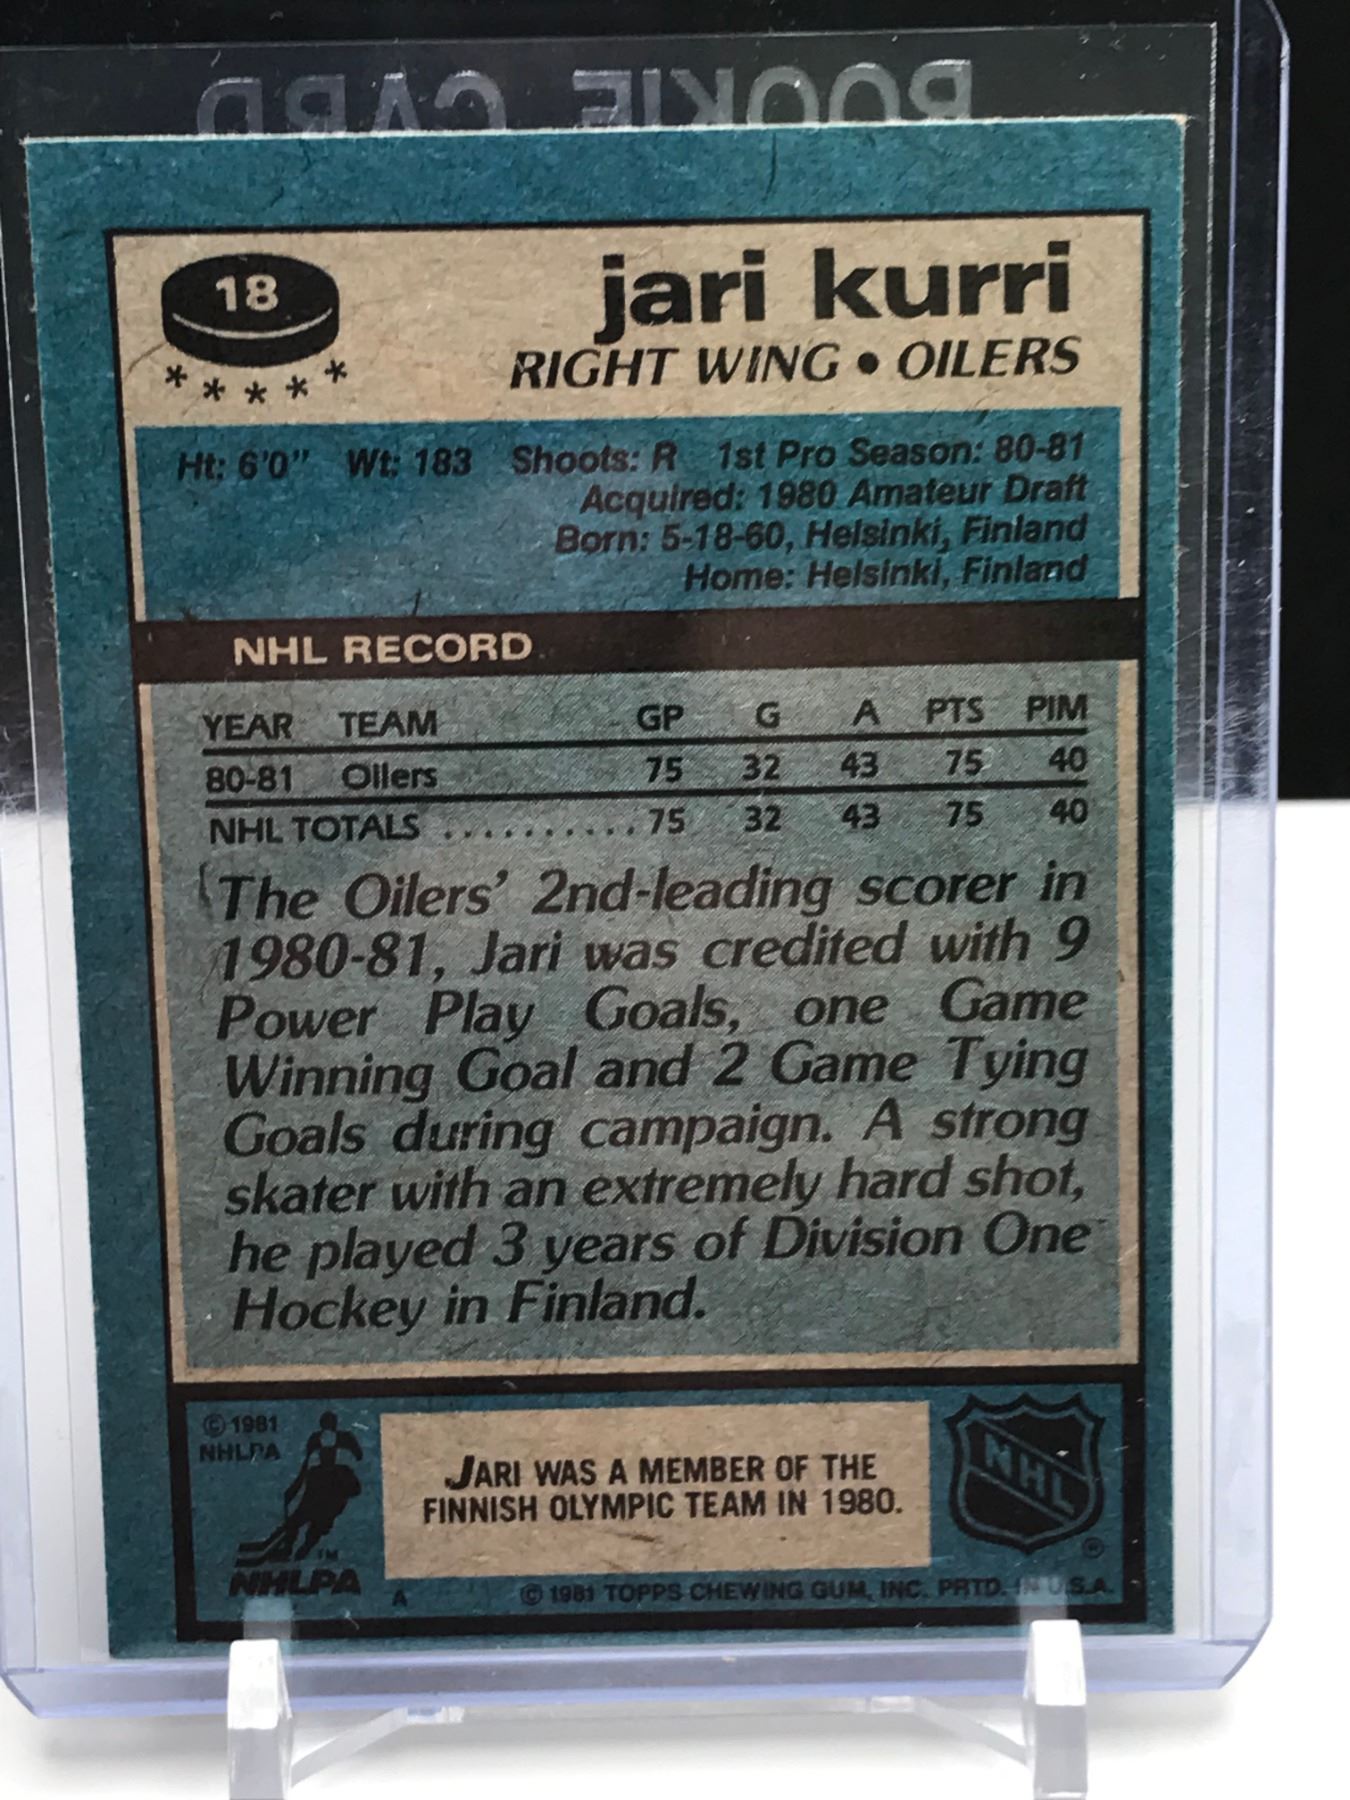 ROOKIE CARD
18
jari kurri
RIGHT WING • OILERS
* * * * *
Ht: 6'0" Wt: 183 Shoots: R 1st Pro Season: 80-81
Acquired: 1980 Amateur Draft
Born: 5-18-60, Helsinki, Finland
Home: Helsinki, Finland
NHL RECORD
YEAR TEAM GP G A PTS PIM
80-81 Oilers 75 32 43 75 40
NHL TOTALS .......... 75 32 43 75 40
The Oilers' 2nd-leading scorer in
1980-81, Jari was credited with 9
Power Play Goals, one Game
Winning Goal and 2 Game Tying
Goals during campaign. A strong
skater with an extremely hard shot,
he played 3 years of Division One
Hockey in Finland.
© 1981
NHLPA
JARI WAS A MEMBER OF THE
FINNISH OLYMPIC TEAM IN 1980.
NHL
®
TM
NHLPA
A © 1981 TOPPS CHEWING GUM, INC. PRTD. IN U.S.A.